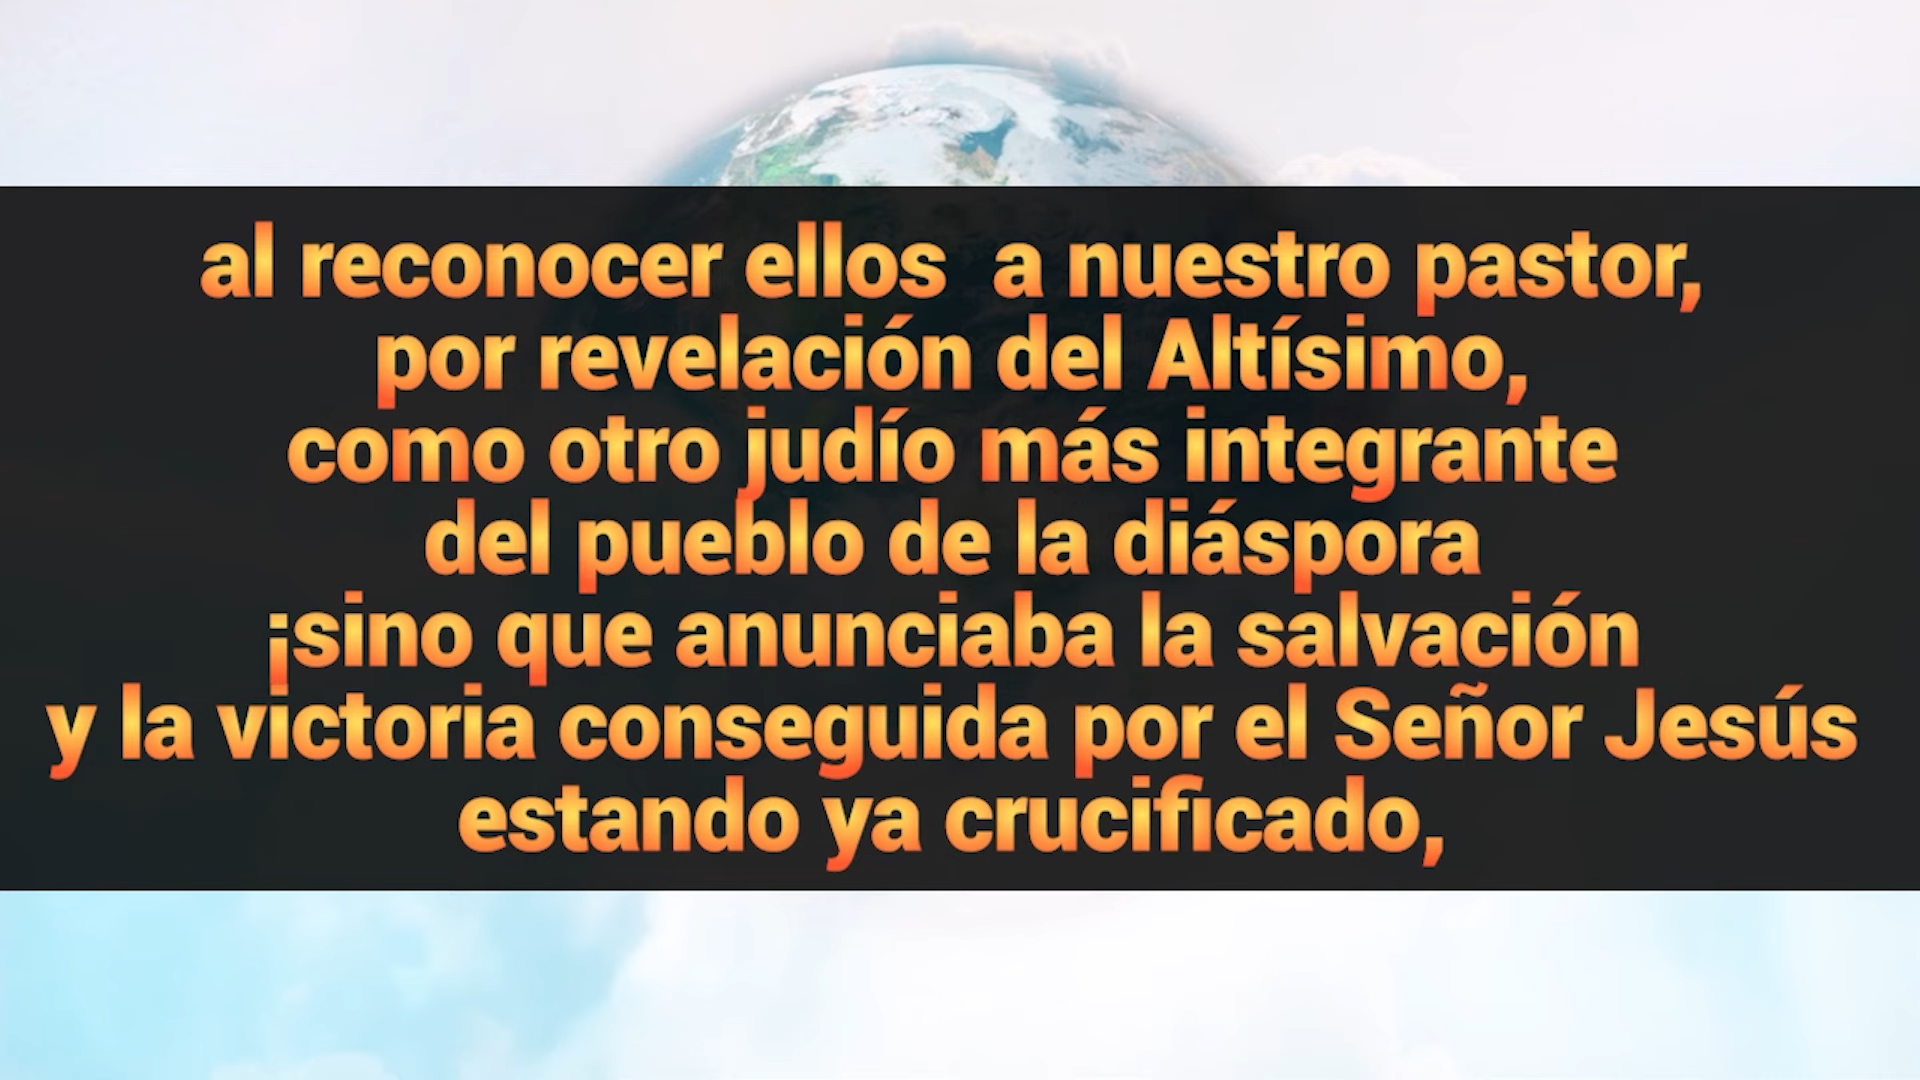 al reconocer ellos  a nuestro pastor,
por revelación del Altísimo,
como otro judío más integrante
del pueblo de la diáspora
¡sino que anunciaba la salvación
y la victoria conseguida por el Señor Jesús
estando ya crucificado,